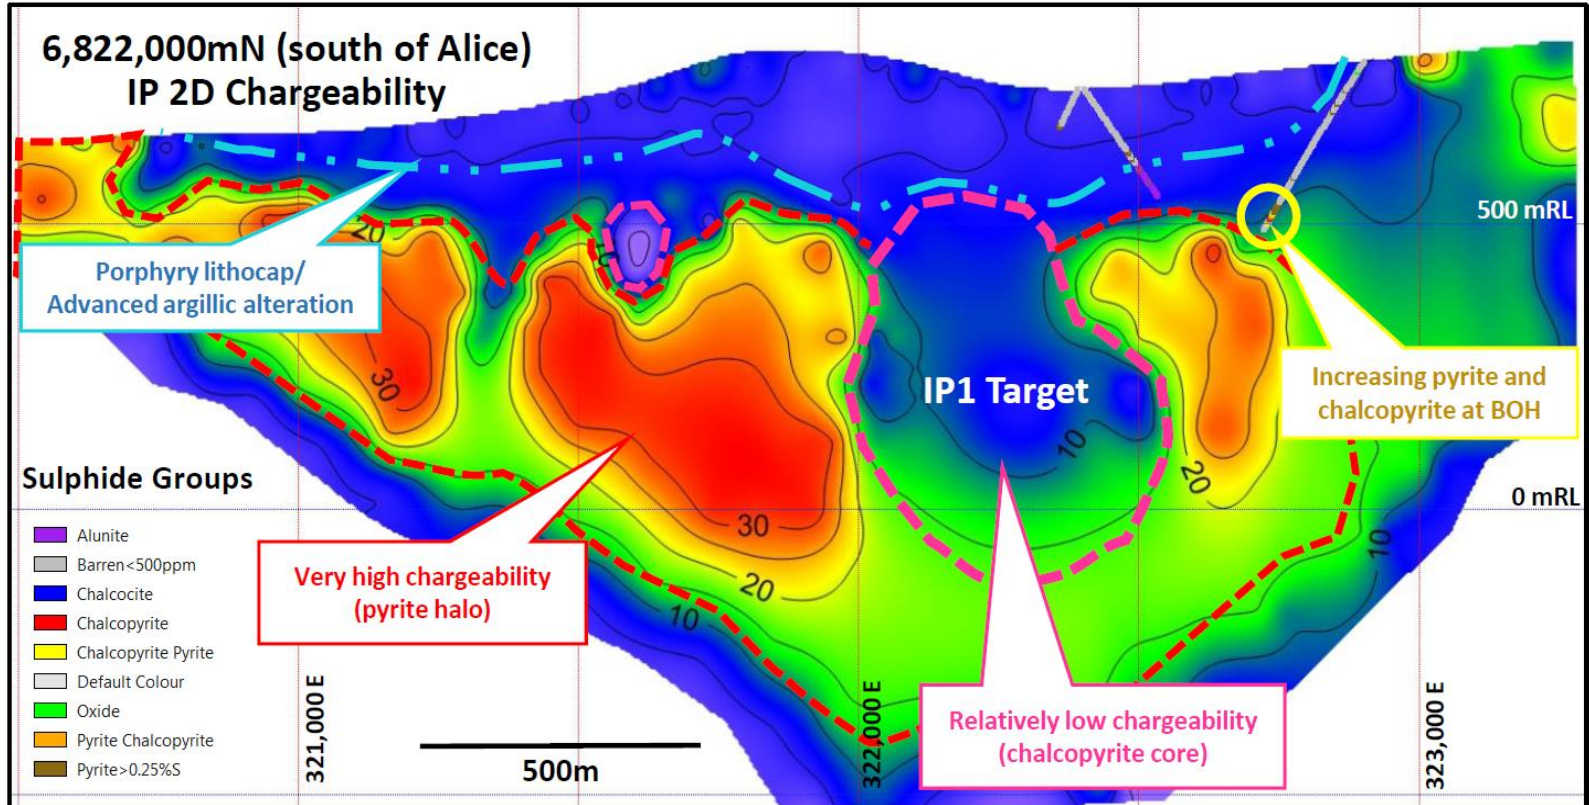 6,822,000mN (south of Alice)
IP 2D Chargeability
500 mRL
20
Porphyry lithocap/
Advanced argillic alteration
30
IP1 Target
10
Increasing pyrite and
chalcopyrite at BOH
20
0 mRL
30
20
10
10
Very high chargeability
(pyrite halo)
Relatively low chargeability
(chalcopyrite core)
Sulphide Groups
Alunite
Barren<500ppm
Chalcocite
Chalcopyrite
Chalcopyrite Pyrite
Default Colour
Oxide
Pyrite Chalcopyrite
Pyrite>0.25%S
321,000 E
500m
322,000 E
323,000 E